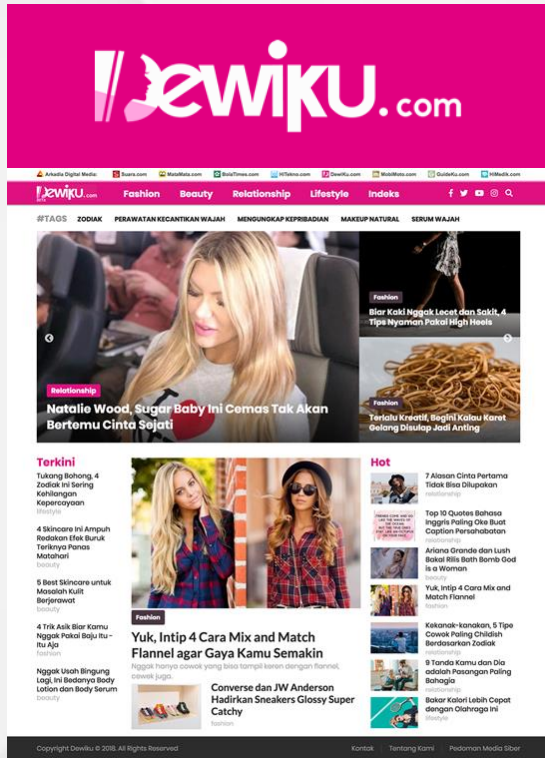 Dewiku.com
Arkadia Digital Media:
Suara.com
MataMata.com
BolaTimes.com
HiTekno.com
DewiKu.com
MobiMoto.com
GuideKu.com
HiMedik.com
Dewiku.com
Fashion
Beauty
Relationship
Lifestyle
Indeks
#TAGS
ZODIAK
PERAWATAN KECANTIKAN WAJAH
MENGUNGKAP KEPRIBADIAN
MAKEUP NATURAL
SERUM WAJAH
Relationship
Natalie Wood, Sugar Baby Ini Cemas Tak Akan
Bertemu Cinta Sejati
Fashion
Biar Kaki Nggak Lecet dan Sakit, 4
Tips Nyaman Pakai High Heels
Fashion
Terlalu Kreatif, Begini Kalau Karet
Gelang Disulap Jadi Anting
Terkini
Tukang Bohong, 4
Zodiak Ini Sering
Kehilangan
Kepercayaan
lifestyle
4 Skincare Ini Ampuh
Redakan Efek Buruk
Teriknya Panas
Matahari
beauty
5 Best Skincare untuk
Masalah Kulit
Berjerawat
beauty
4 Trik Asik Biar Kamu
Nggak Pakai Baju Itu -
Itu Aja
fashion
Nggak Usah Bingung
Lagi, Ini Bedanya Body
Lotion dan Body Serum
beauty
Fashion
Yuk, Intip 4 Cara Mix and Match
Flannel agar Gaya Kamu Semakin
Nggak hanya cowok yang bisa tampil keren dengan flannel,
cewek juga.
Converse dan JW Anderson
Hadirkan Sneakers Glossy Super
Catchy
fashion
Hot
7 Alasan Cinta Pertama
Tidak Bisa Dilupakan
relationship
Top 10 Quotes Bahasa
Inggris Paling Oke Buat
Caption Persahabatan
relationship
Ariana Grande dan Lush
Bakal Rilis Bath Bomb God
is a Woman
beauty
Yuk, Intip 4 Cara Mix and
Match Flannel
fashion
Kekanak-kanakan, 5 Tipe
Cowok Paling Childish
Berdasarkan Zodiak
relationship
9 Tanda Kamu dan Dia
adalah Pasangan Paling
Bahagia
relationship
Bakar Kalori Lebih Cepat
dengan Olahraga Ini
lifestyle
Copyright Dewiku © 2018. All Rights Reserved
Kontak
Tentang Kami
Pedoman Media Siber